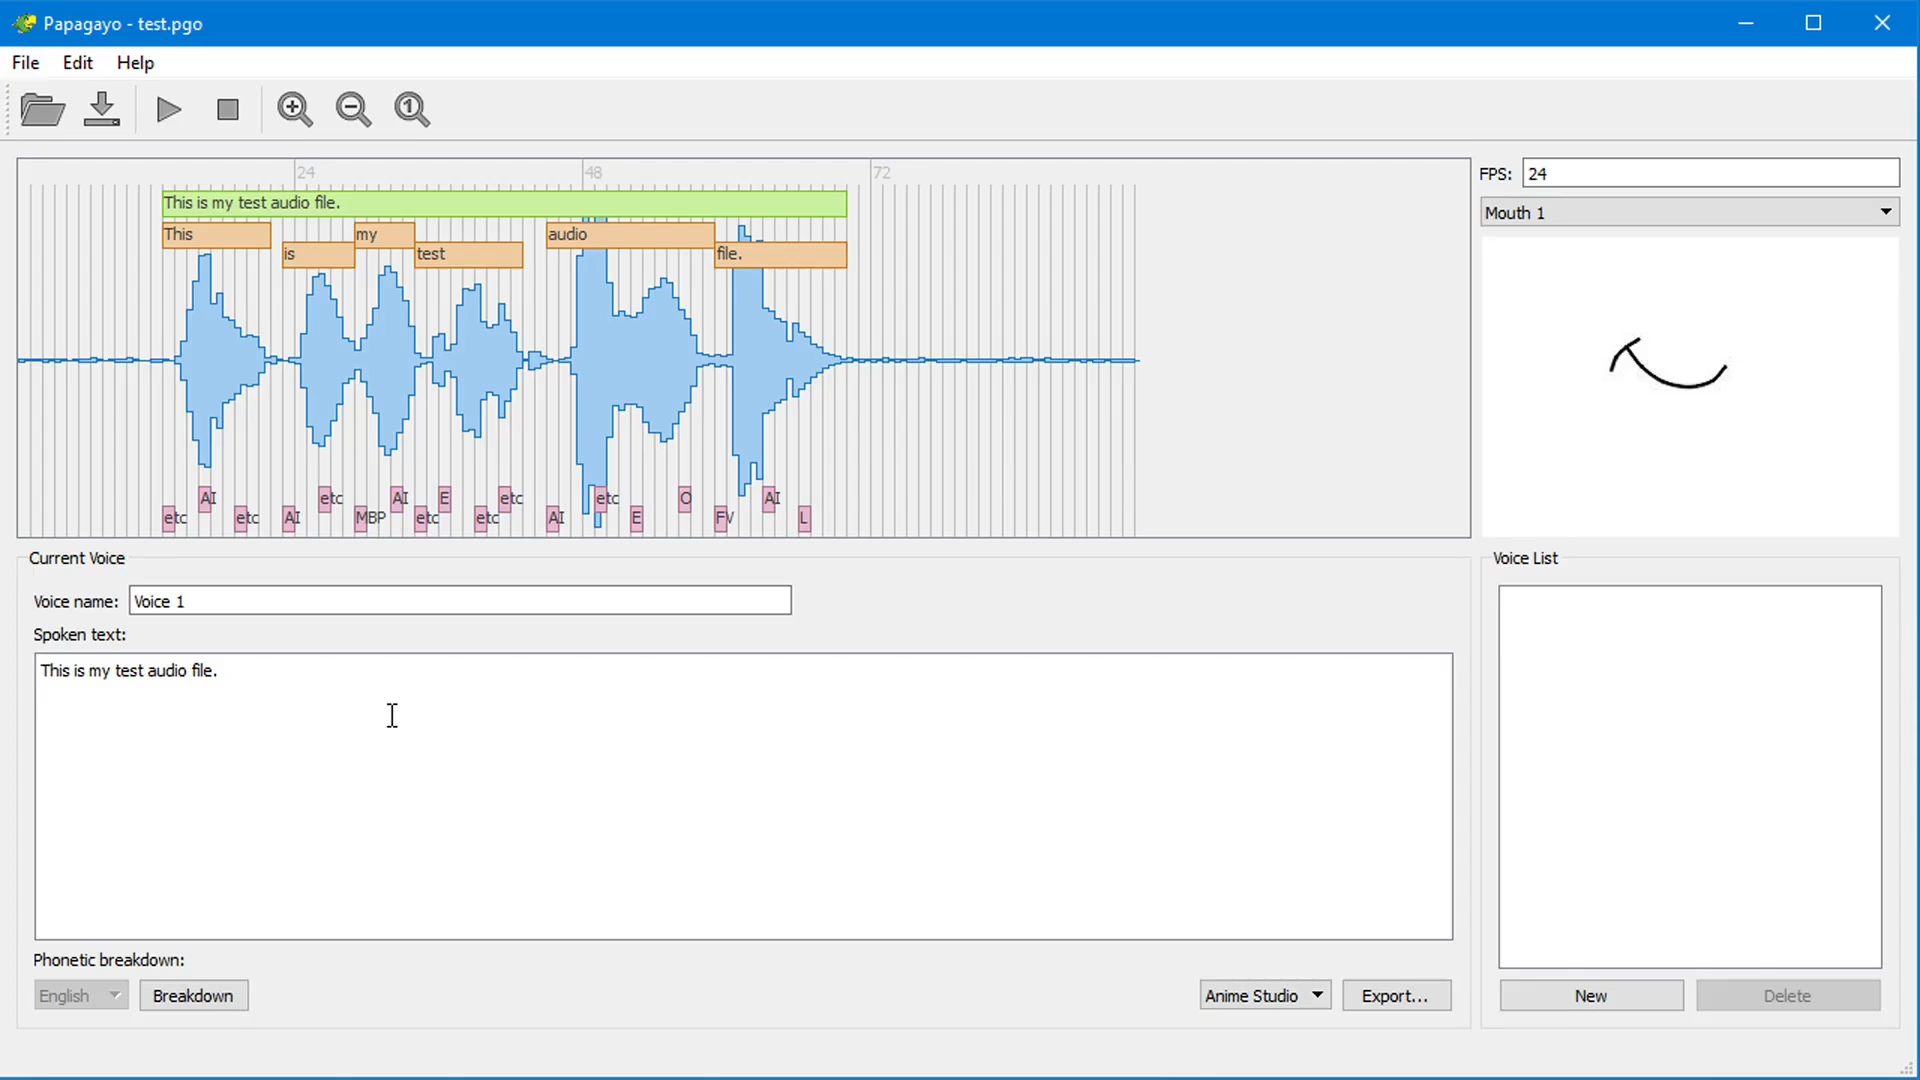 Papagayo - test.pgo
File Edit Help
24 48 72
This is my test audio file.
This my audio
is test file.
AI etc AI E etc etc O AI
etc etc AI MBP etc etc AI E FV L
FPS: 24
Mouth 1
Current Voice
Voice name: Voice 1
Spoken text:
This is my test audio file.
Phonetic breakdown:
English Breakdown Anime Studio Export...
Voice List
New Delete